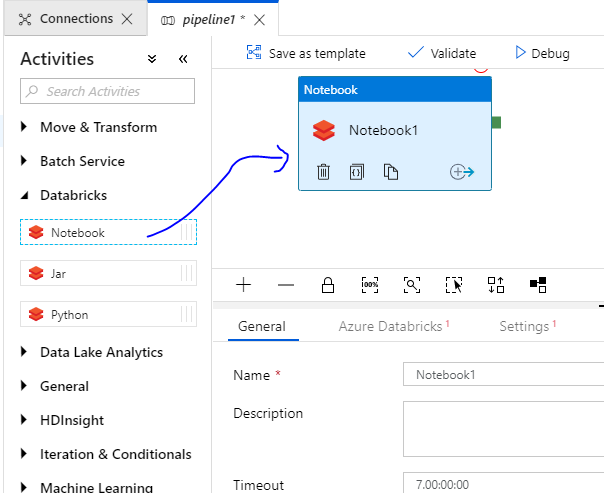 Connections
pipeline1 *
Activities
Search Activities
Move & Transform
Batch Service
Databricks
Notebook
Jar
Python
Data Lake Analytics
General
HDInsight
Iteration & Conditionals
Machine Learning
Save as template
Validate
Debug
Notebook
Notebook1
100%
General
Azure Databricks 1
Settings 1
Name *
Notebook1
Description
Timeout
7.00:00:00